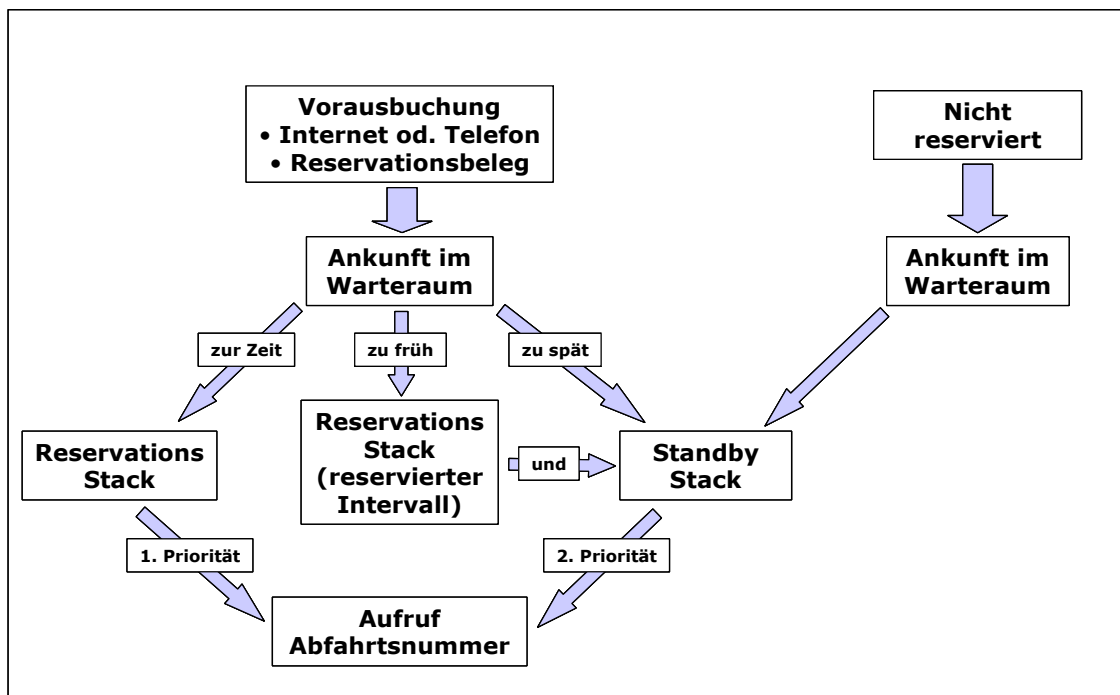 Vorausbuchung
• Internet od. Telefon
• Reservationsbeleg
Nicht
reserviert
Ankunft im
Warteraum
Ankunft im
Warteraum
zur Zeit
zu früh
zu spät
Reservations
Stack
Reservations
Stack
(reservierter
Intervall)
und
Standby
Stack
1. Priorität
2. Priorität
Aufruf
Abfahrtsnummer